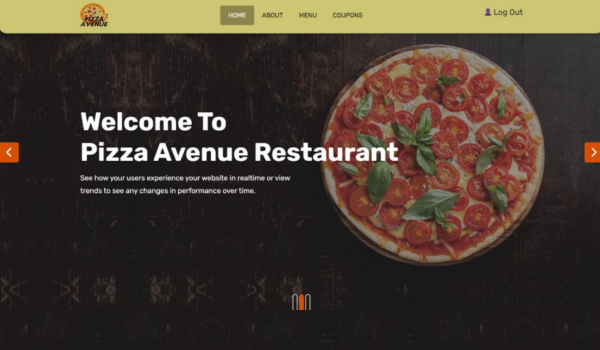 PIZZA
AVENUE
HOME
ABOUT
MENU
COUPONS
Log Out
Welcome To
Pizza Avenue Restaurant
See how your users experience your website in realtime or view
trends to see any changes in performance over time.